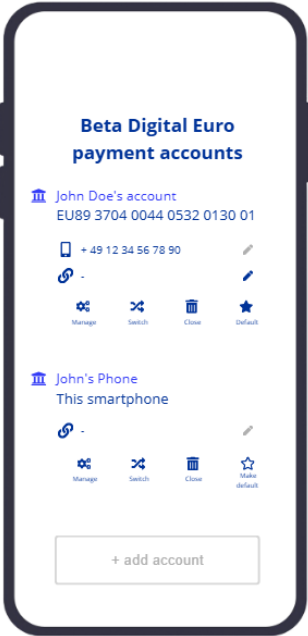 Beta Digital Euro
payment accounts
John Doe's account
EU89 3704 0044 0532 0130 01
+ 49 12 34 56 78 90
-
Manage Switch Close Default
John's Phone
This smartphone
-
Manage Switch Close Make
default
+ add account